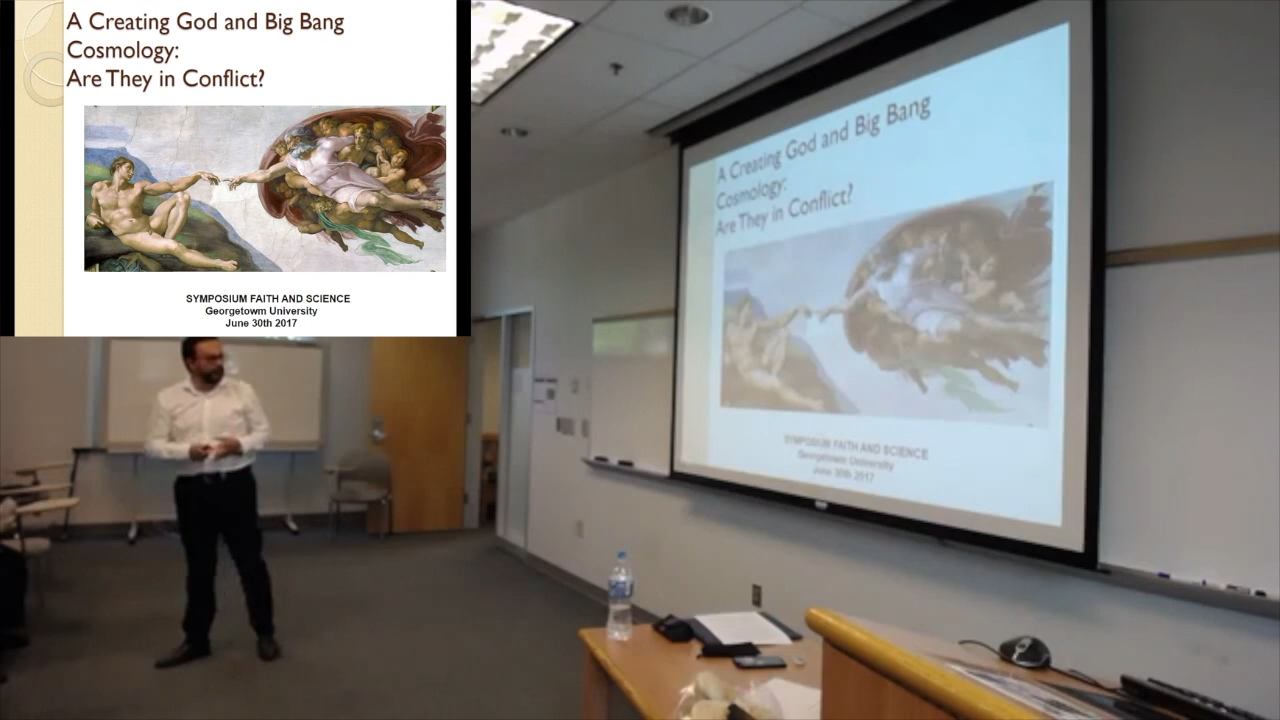 A Creating God and Big Bang
Cosmology:
Are They in Conflict?
SYMPOSIUM FAITH AND SCIENCE
Georgetowm University
June 30th 2017
A Creating God and Big Bang
Cosmology:
Are They in Conflict?
SYMPOSIUM FAITH AND SCIENCE
Georgetowm University
June 30th 2017